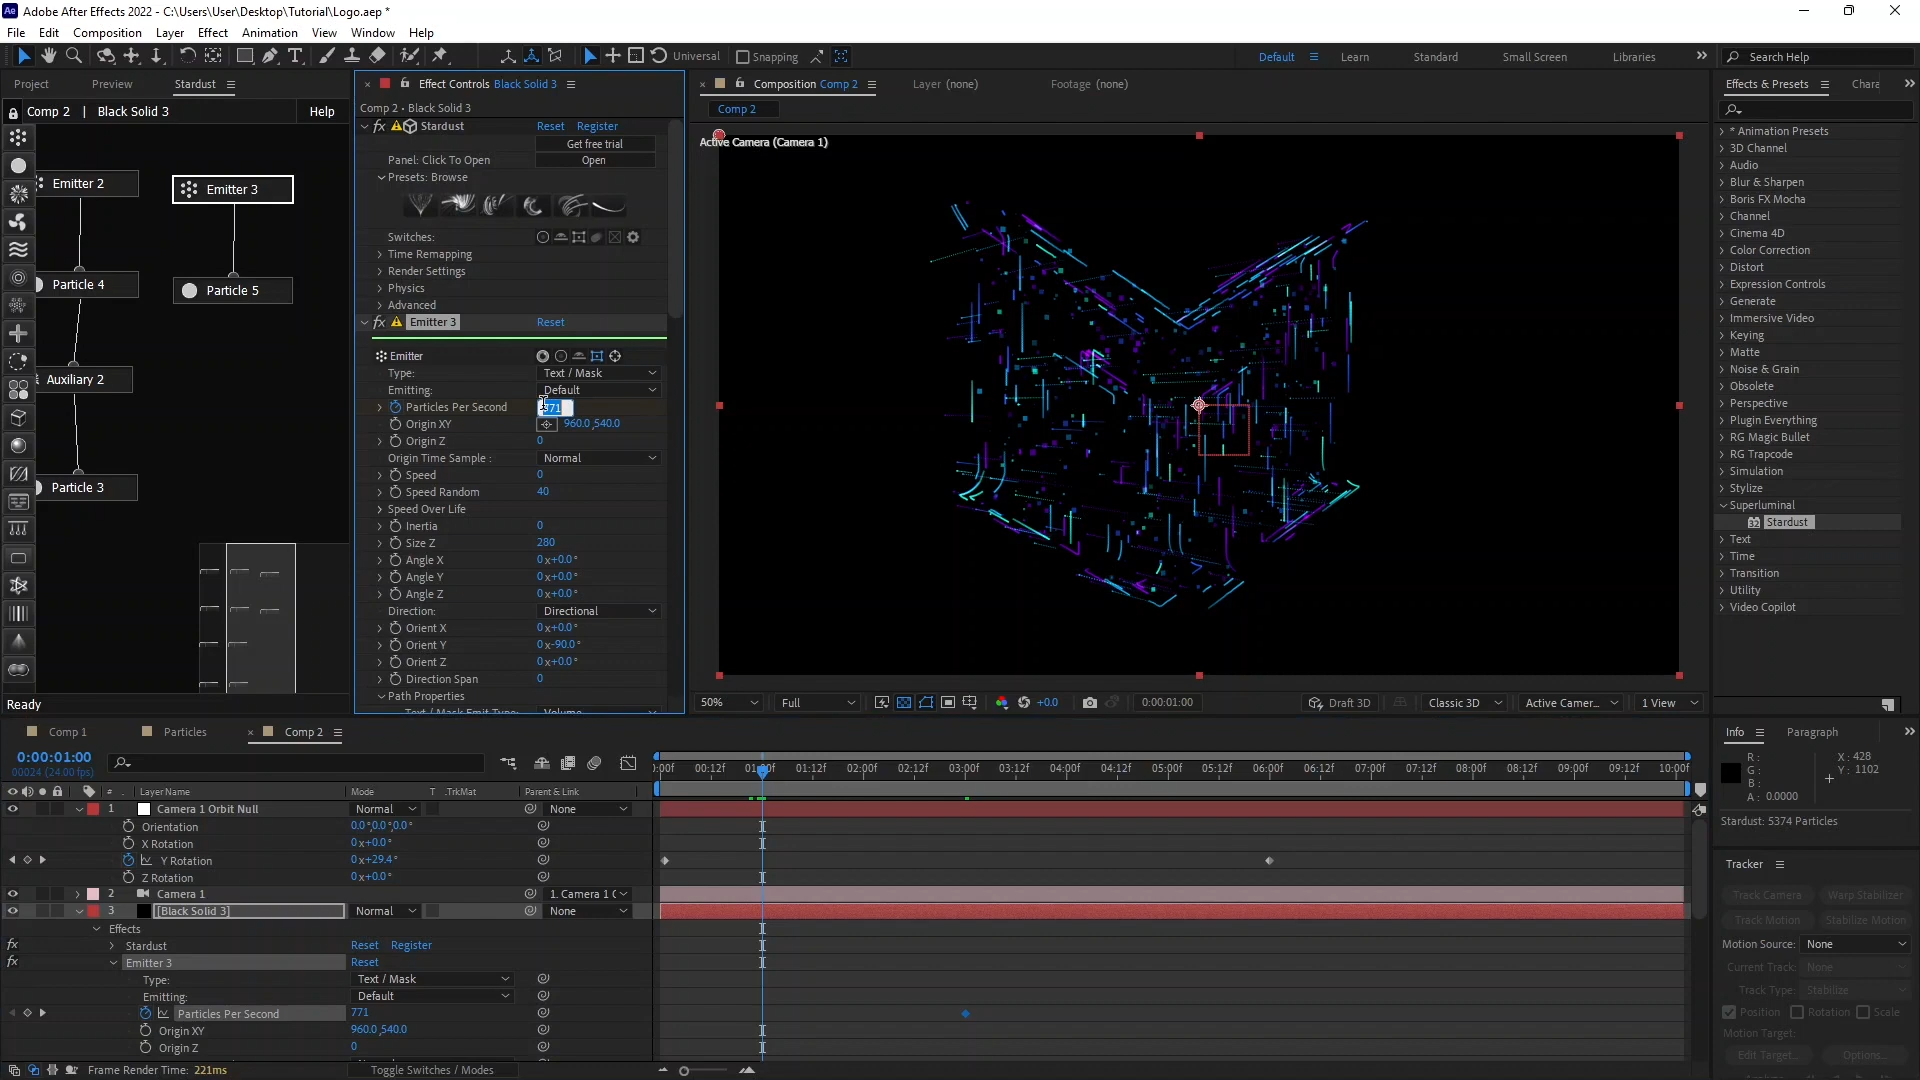 Adobe After Effects 2022 - C:\Users\User\Desktop\Tutorial\Logo.aep *
File Edit Composition Layer Effect Animation View Window Help
Universal Snapping Default Learn Standard Small Screen Libraries Search Help
Project Preview Stardust
Comp 2 | Black Solid 3 Help
Emitter 2
Emitter 3
Particle 4
Particle 5
Auxiliary 2
Particle 3
Ready
Effect Controls Black Solid 3
Comp 2 • Black Solid 3
fx Stardust Reset Register
Get free trial
Panel: Click To Open Open
Presets: Browse
Switches:
Time Remapping
Render Settings
Physics
Advanced
fx Emitter 3 Reset
Emitter
Type: Text / Mask
Emitting: Default
Particles Per Second 771
Origin XY 960.0,540.0
Origin Z 0
Origin Time Sample : Normal
Speed 0
Speed Random 40
Speed Over Life
Inertia 0
Size Z 280
Angle X 0x+0.0°
Angle Y 0x+0.0°
Angle Z 0x+0.0°
Direction: Directional
Orient X 0x+0.0°
Orient Y 0x-90.0°
Orient Z 0x+0.0°
Direction Span 0
Path Properties
Text / Mask Emit Type: Volume
Composition Comp 2 Layer (none) Footage (none)
Comp 2
Active Camera (Camera 1)
50% Full +0.0 0:00:01:00 Draft 3D Classic 3D Active Camer... 1 View
Effects & Presets Chara
* Animation Presets
3D Channel
Audio
Blur & Sharpen
Boris FX Mocha
Channel
Cinema 4D
Color Correction
Distort
Expression Controls
Generate
Immersive Video
Keying
Matte
Noise & Grain
Obsolete
Perspective
Plugin Everything
RG Magic Bullet
RG Trapcode
Simulation
Stylize
Superluminal
32 Stardust
Text
Time
Transition
Utility
Video Copilot
Comp 1 Particles Comp 2
0:00:01:00
00024 (24.00 fps)
:00f 00:12f 01:00f 01:12f 02:00f 02:12f 03:00f 03:12f 04:00f 04:12f 05:00f 05:12f 06:00f 06:12f 07:00f 07:12f 08:00f 08:12f 09:00f 09:12f 10:00f
# Layer Name Mode T .TrkMat Parent & Link
1 Camera 1 Orbit Null Normal None
Orientation 0.0°,0.0°,0.0°
X Rotation 0x+0.0°
Y Rotation 0x+29.4°
Z Rotation 0x+0.0°
2 Camera 1 1. Camera 1 (
3 [Black Solid 3] Normal None
Effects
fx Stardust Reset Register
fx Emitter 3 Reset
Type: Text / Mask
Emitting: Default
Particles Per Second 771
Origin XY 960.0,540.0
Origin Z 0
Frame Render Time: 221ms Toggle Switches / Modes
Info Paragraph
R: X: 428
G: Y: 1102
B:
A: 0.0000
Stardust: 5374 Particles
Tracker
Track Camera Warp Stabilizer
Track Motion Stabilize Motion
Motion Source: None
Current Track: None
Track Type: Stabilize
Position Rotation Scale
Motion Target:
Edit Target... Options...